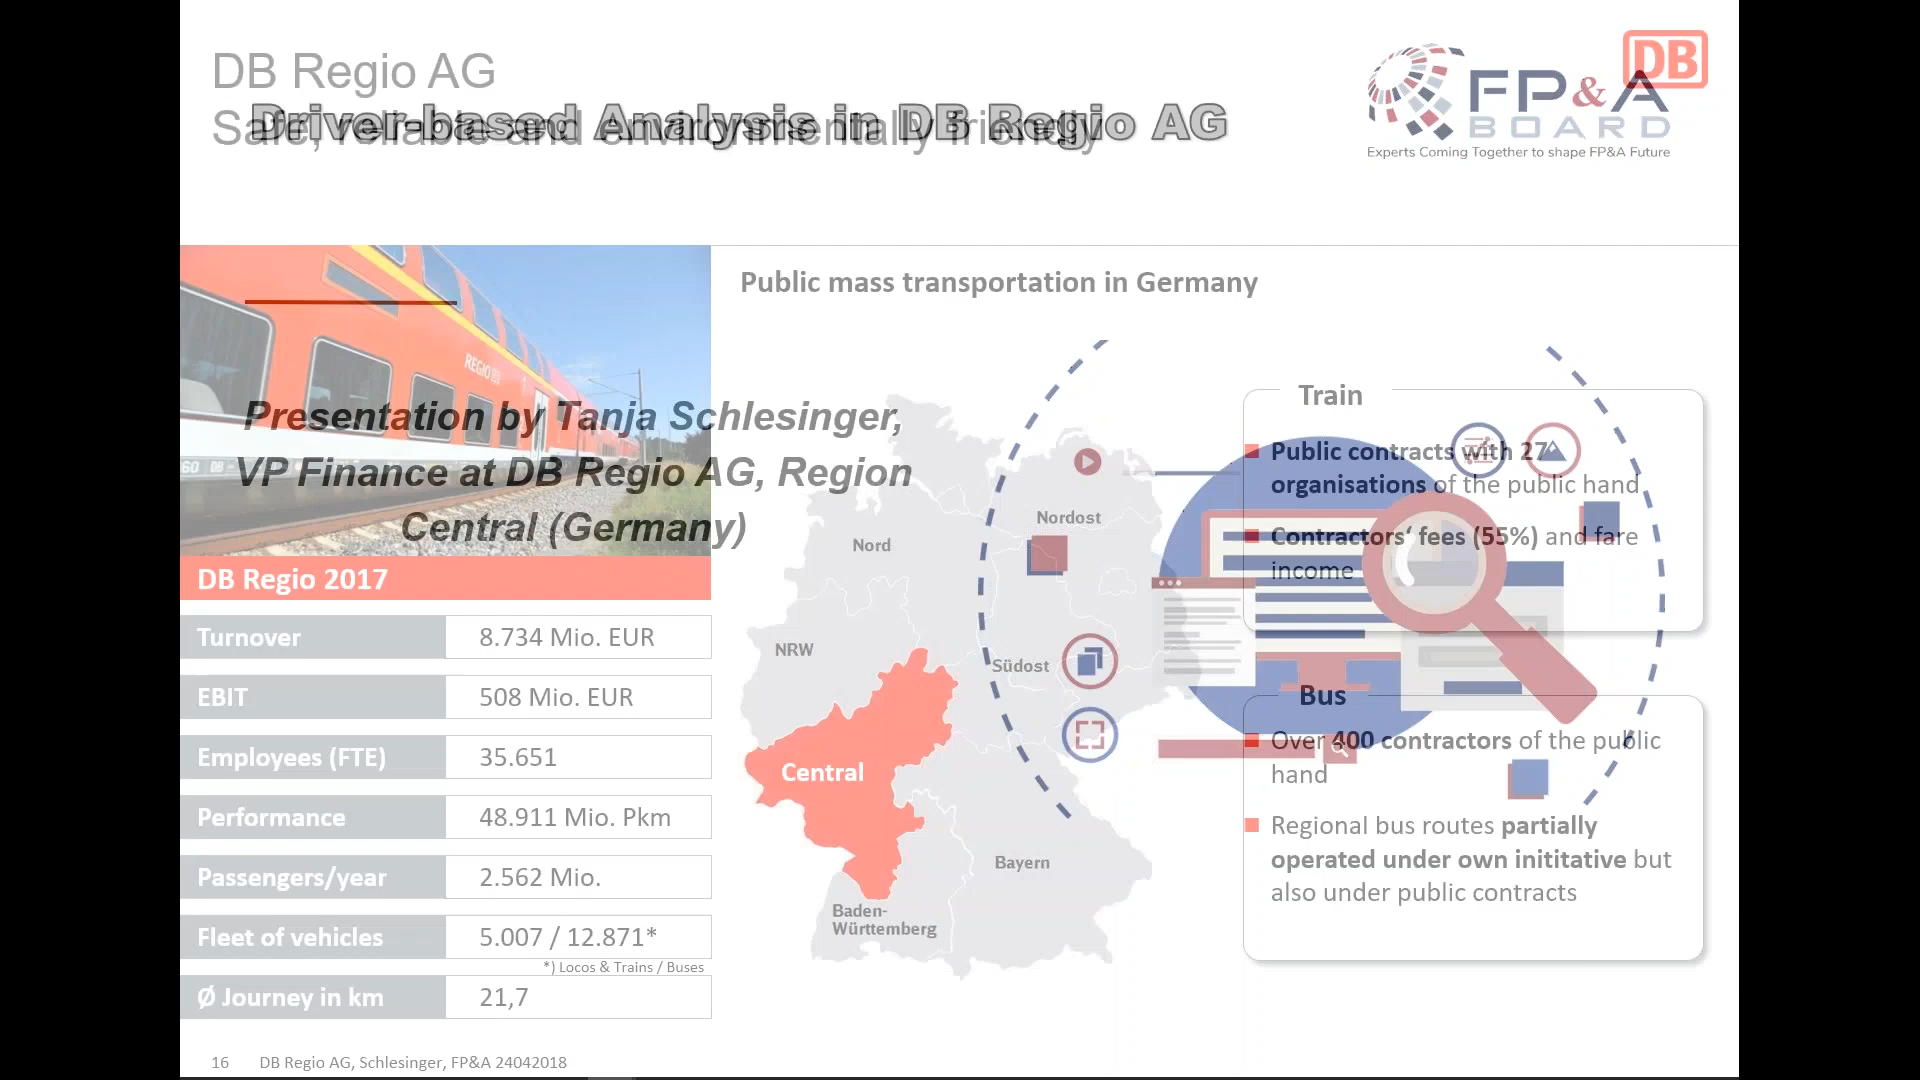 DB Regio AG
Safe, reliable and environmentally friendly
Driver-based Analysis in DB Regio AG
DB
FP&A
BOARD
Experts Coming Together to shape FP&A Future
Public mass transportation in Germany
REGIO
Presentation by Tanja Schlesinger,
VP Finance at DB Regio AG, Region
Central (Germany)
DB Regio 2017
Turnover 8.734 Mio. EUR
EBIT 508 Mio. EUR
Employees (FTE) 35.651
Performance 48.911 Mio. Pkm
Passengers/year 2.562 Mio.
Fleet of vehicles 5.007 / 12.871*
*) Locos & Trains / Buses
Ø Journey in km 21,7
Nord
Nordost
NRW
Südost
Central
Bayern
Baden-
Württemberg
Train
Public contracts with 27
organisations of the public hand
Contractors‘ fees (55%) and fare
income
Bus
Over 400 contractors of the public
hand
Regional bus routes partially
operated under own inititative but
also under public contracts
16 DB Regio AG, Schlesinger, FP&A 24042018